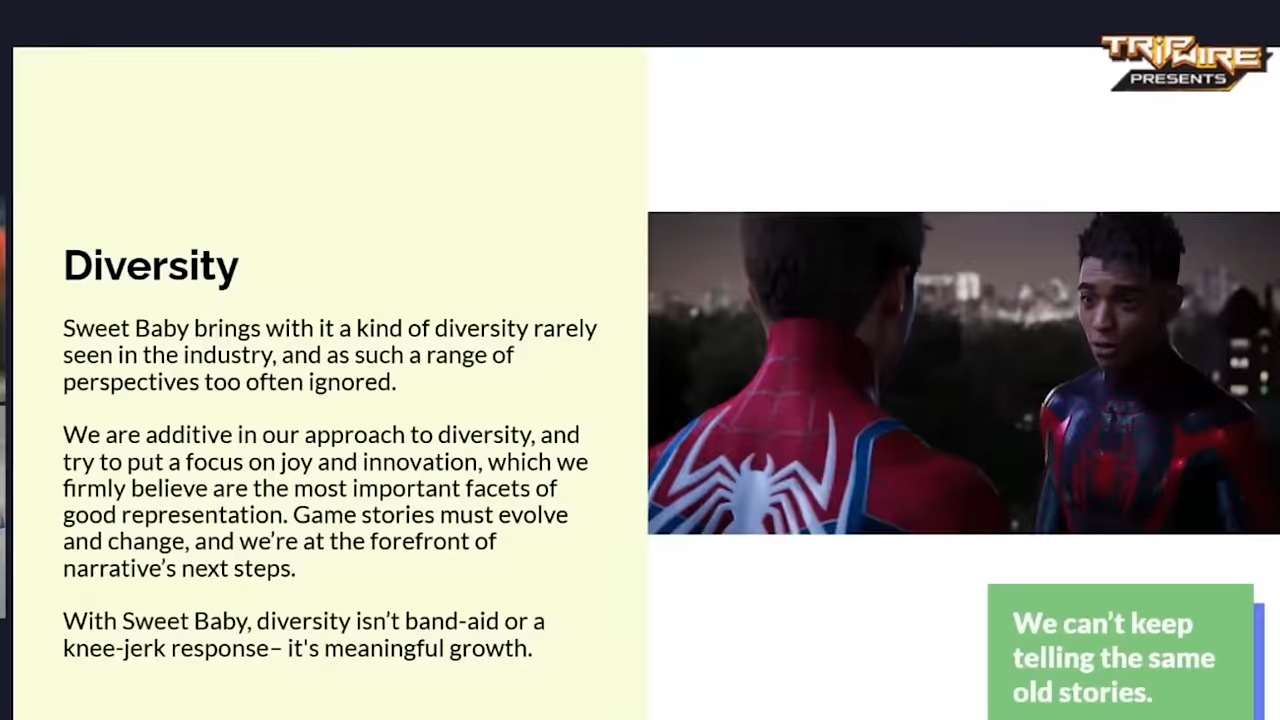 TRIPWIRE
PRESENTS
Diversity
Sweet Baby brings with it a kind of diversity rarely
seen in the industry, and as such a range of
perspectives too often ignored.
We are additive in our approach to diversity, and
try to put a focus on joy and innovation, which we
firmly believe are the most important facets of
good representation. Game stories must evolve
and change, and we’re at the forefront of
narrative’s next steps.
With Sweet Baby, diversity isn’t band-aid or a
knee-jerk response– it's meaningful growth.
We can’t keep
telling the same
old stories.